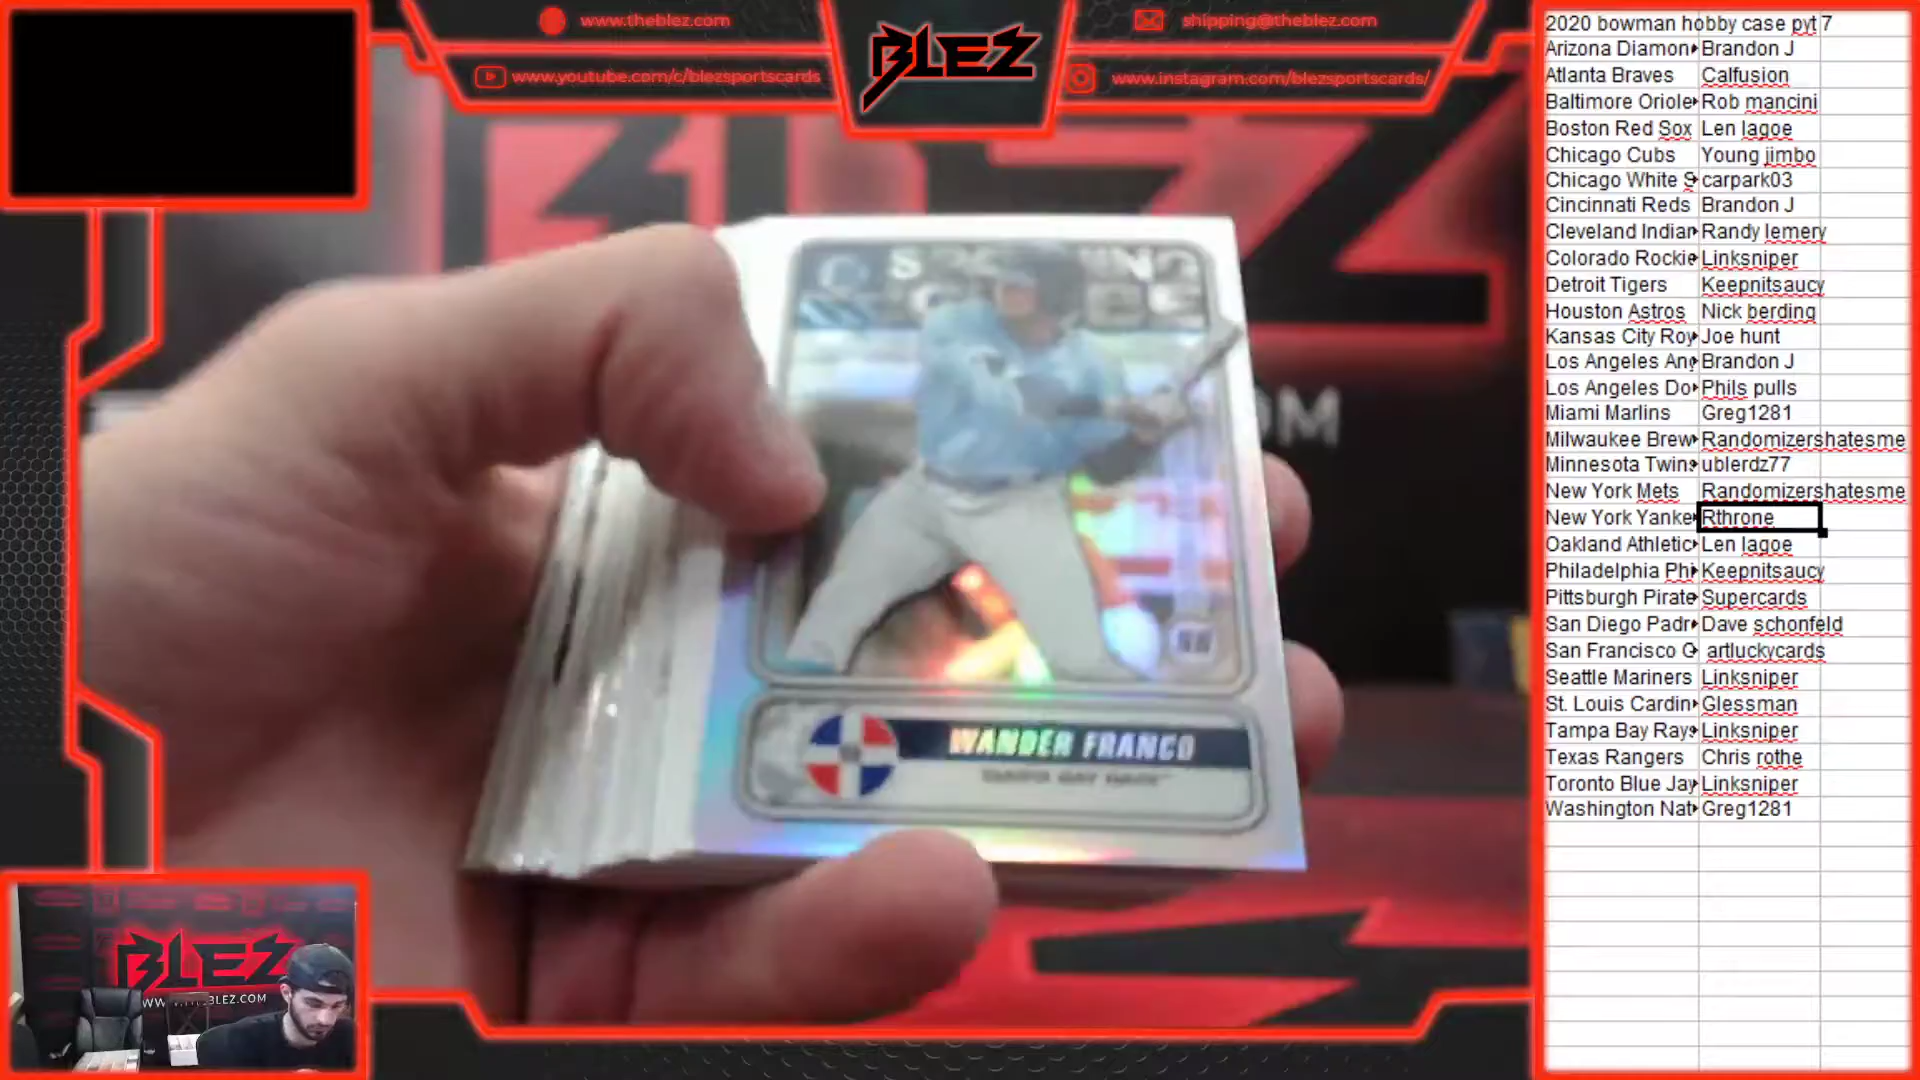 www.theblez.com
shipping@theblez.com
BLEZ
www.youtube.com/c/blezsportscards
www.instagram.com/blezsportscards/
WANDER FRANCO
BLEZ
2020 bowman hobby case pyt 7
Arizona Diamon Brandon J
Atlanta Braves Calfusion
Baltimore Oriole Rob mancini
Boston Red Sox Len lagoe
Chicago Cubs Young jimbo
Chicago White S carpark03
Cincinnati Reds Brandon J
Cleveland Indian Randy lemery
Colorado Rockie Linksniper
Detroit Tigers Keepnitsaucy
Houston Astros Nick berding
Kansas City Roy Joe hunt
Los Angeles Ang Brandon J
Los Angeles Do Phils pulls
Miami Marlins Greg1281
Milwaukee Brew Randomizershatesme
Minnesota Twins ublerdz77
New York Mets Randomizershatesme
New York Yanke Rthrone
Oakland Athletic Len lagoe
Philadelphia Phi Keepnitsaucy
Pittsburgh Pirate Supercards
San Diego Padr Dave schonfeld
San Francisco G artluckycards
Seattle Mariners Linksniper
St. Louis Cardin Glessman
Tampa Bay Rays Linksniper
Texas Rangers Chris rothe
Toronto Blue Jay Linksniper
Washington Nat Greg1281